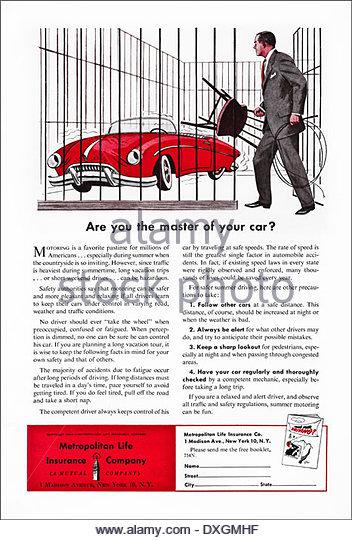 Are you the master of your car?
MOTORING is a favorite pastime for millions of
Americans . . . especially during summer when
the countryside is so inviting. However, since traffic
is heaviest during summertime, long vacation trips
. . . or short week-end drives . . . can be hazardous.
Safety authorities say that motoring can be safer
and more
to keep their cars under control in varying road,
weather and traffic conditions.
No driver should ever "take the wheel" when
preoccupied, confused or fatigued. When percep-
tion is dimmed, no one can be sure he can control
his car. If you are planning a long vacation tour, it
is wise to keep the following facts in mind for your
own safety and that of others.
The majority of accidents due to fatigue occur
after long periods of driving. If long distances must
be traveled in a day's time, pace yourself to avoid
getting tired. If you do feel tired, pull off the road
and take a short nap.
The competent driver always keeps control of his
car by traveling at safe speeds. The rate of speed is
still the greatest single factor in automobile acci-
dents. In fact, if existing speed laws in every state
were rigidly observed and enforced, many thou-
sands of lives could be saved every year.
For safer summer driving, here are other precau-
tions to take:
1. Follow other cars at a safe distance. This
distance, of course, should be increased at night or
when the weather is bad.
2. Always be alert for what other drivers may
do, and try to anticipate their possible mistakes.
3. Keep a sharp lookout for pedestrians, espe-
cially at night and when passing through congested
areas.
4. Have your car regularly and thoroughly
checked by a competent mechanic, especially be-
fore taking a long trip.
If you are a relaxed and alert driver, and observe
all traffic and safety regulations, summer motoring
can be fun.
Metropolitan Life
Insurance Company
(A MUTUAL COMPANY)
1 MADISON AVENUE, NEW YORK 10, N. Y.
Metropolitan Life Insurance Co.
1 Madison Ave., New York 10, N. Y.
Please send me the free booklet,
Name
Street
City State
alamy
stock photo
alamy stock photo
DXGMHF
www.alamy.com